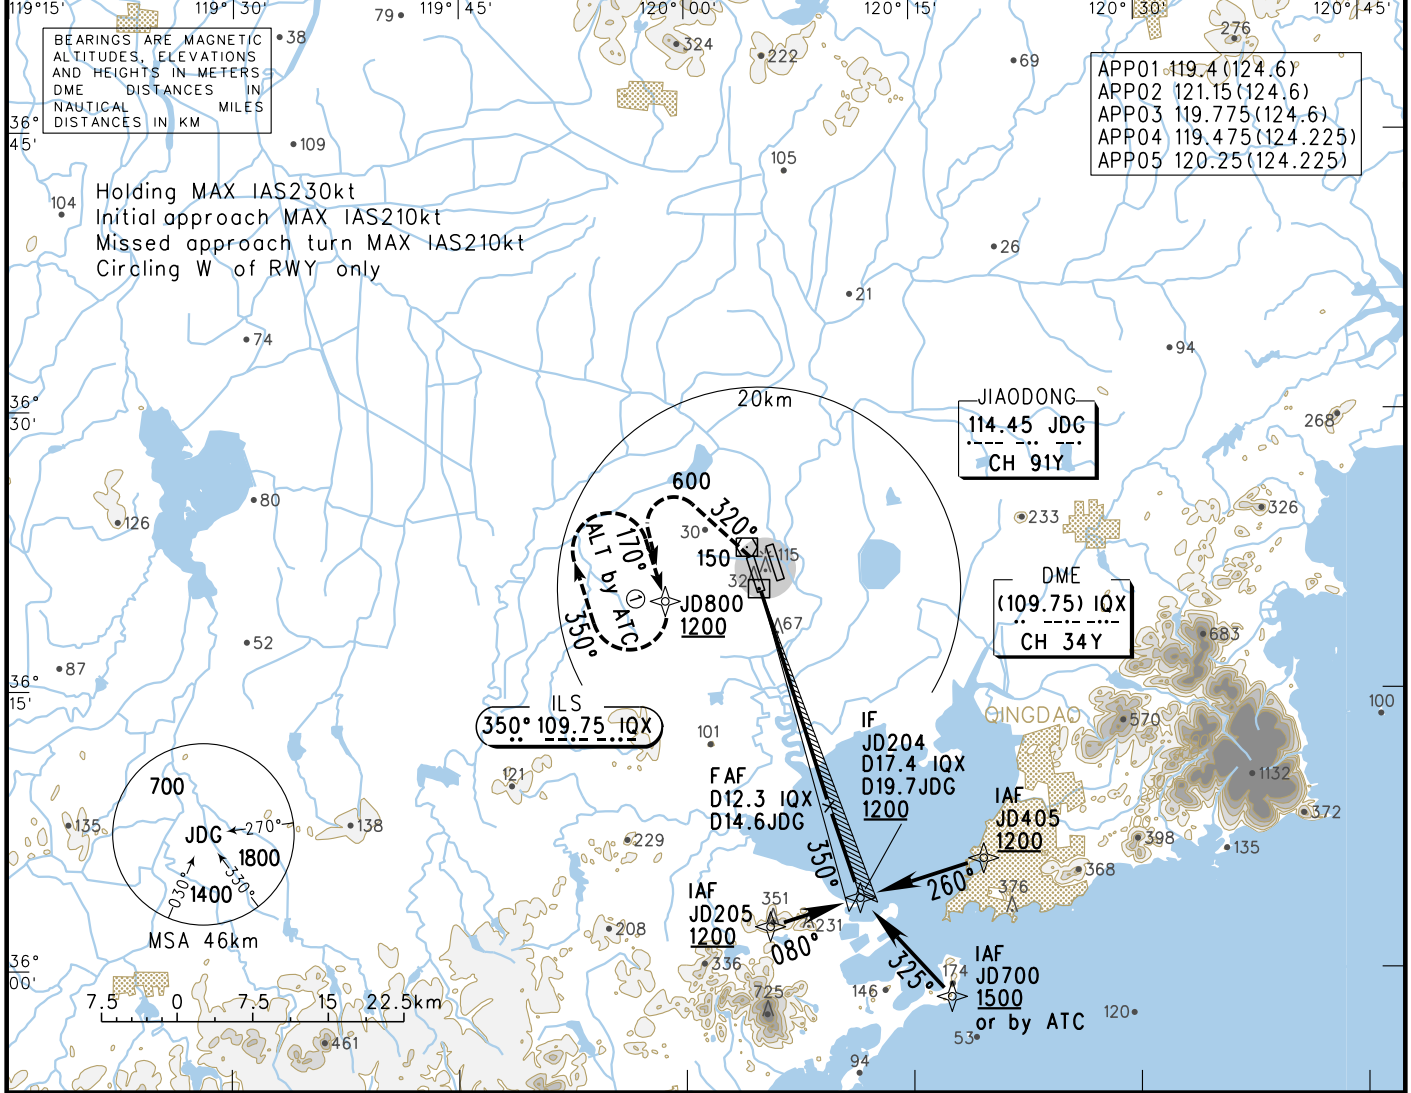 119°15'
119°30'
119°45'
120°00'
120°15'
120°30'
120°45'
79
38
324
222
69
276
BEARINGS ARE MAGNETIC
ALTITUDES, ELEVATIONS
AND HEIGHTS IN METERS
DME DISTANCES IN
NAUTICAL MILES
DISTANCES IN KM
APP01 119.4(124.6)
APP02 121.15(124.6)
APP03 119.775(124.6)
APP04 119.475(124.225)
APP05 120.25(124.225)
36°
45'
109
105
104
Holding MAX IAS230kt
Initial approach MAX IAS210kt
Missed approach turn MAX IAS210kt
Circling W of RWY only
26
21
74
94
36°
30'
20km
JIAODONG
114.45 JDG
CH 91Y
268
600
320°
80
126
30
150
115
32
170°
ALT by ATC
350°
1
JD800
1200
67
233
326
DME
(109.75) IQX
CH 34Y
683
52
87
36°
15'
ILS
350° 109.75 IQX
101
121
QINGDAO
570
100
1132
372
IF
JD204
D17.4 IQX
D19.7JDG
1200
FAF
D12.3 IQX
D14.6JDG
350°
IAF
JD405
1200
260°
398
135
368
376
700
JDG
270°
1800
330°
030°
1400
MSA 46km
135
138
229
IAF
JD205
1200
351
231
080°
208
336
725
IAF
JD700
1500
or by ATC
174
325°
146
120
53
94
36°
00'
7.5
0
7.5
15
22.5km
461